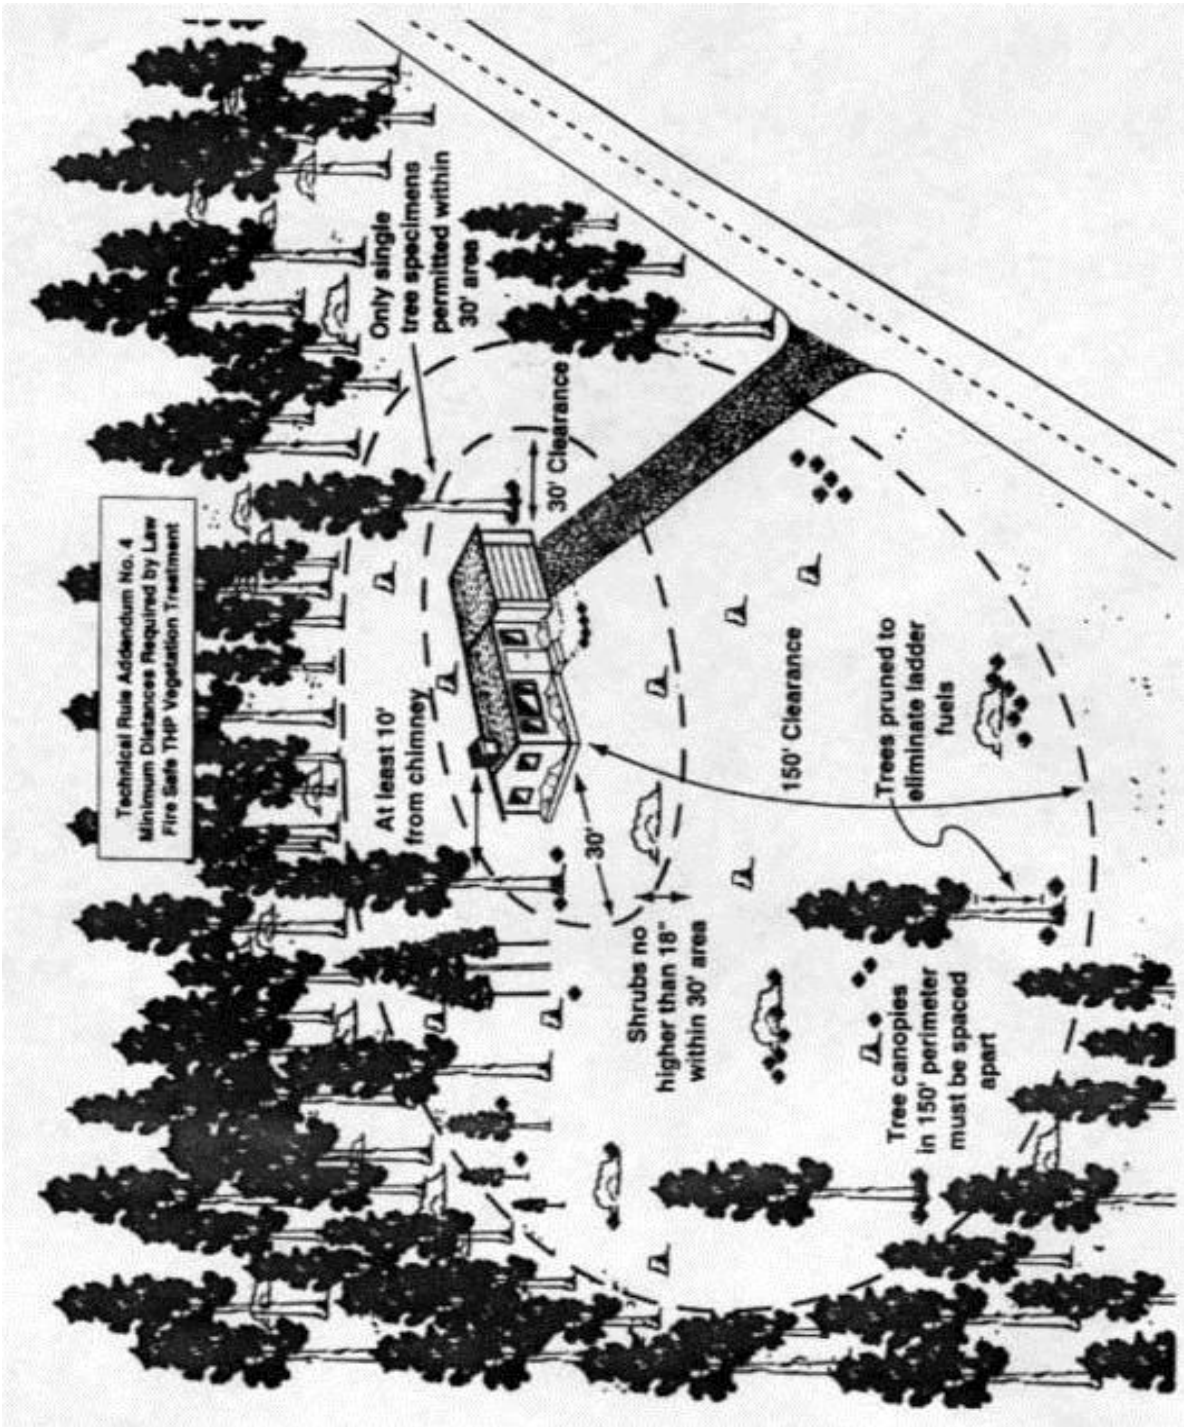 Technical Rule Addendum No. 4
Minimum Distances Required by Law
Fire Safe THP Vegetation Treatment
Only single
tree specimens
permitted within
30' area
At least 10'
from chimney
30' Clearance
30'
Shrubs no
higher than 18"
within 30' area
150' Clearance
Trees pruned to
eliminate ladder
fuels
Tree canopies
in 150' perimeter
must be spaced
apart